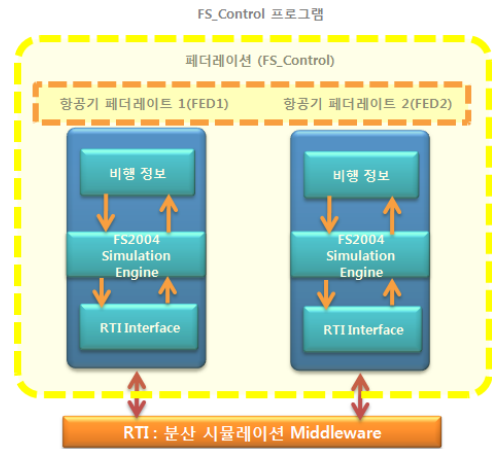 FS_Control 프로그램
페더레이션 (FS_Control)
항공기 페더레이트 1(FED1)
항공기 페더레이트 2(FED2)
비행 정보
FS2004
Simulation
Engine
RTI Interface
비행 정보
FS2004
Simulation
Engine
RTI Interface
RTI : 분산 시뮬레이션 Middleware